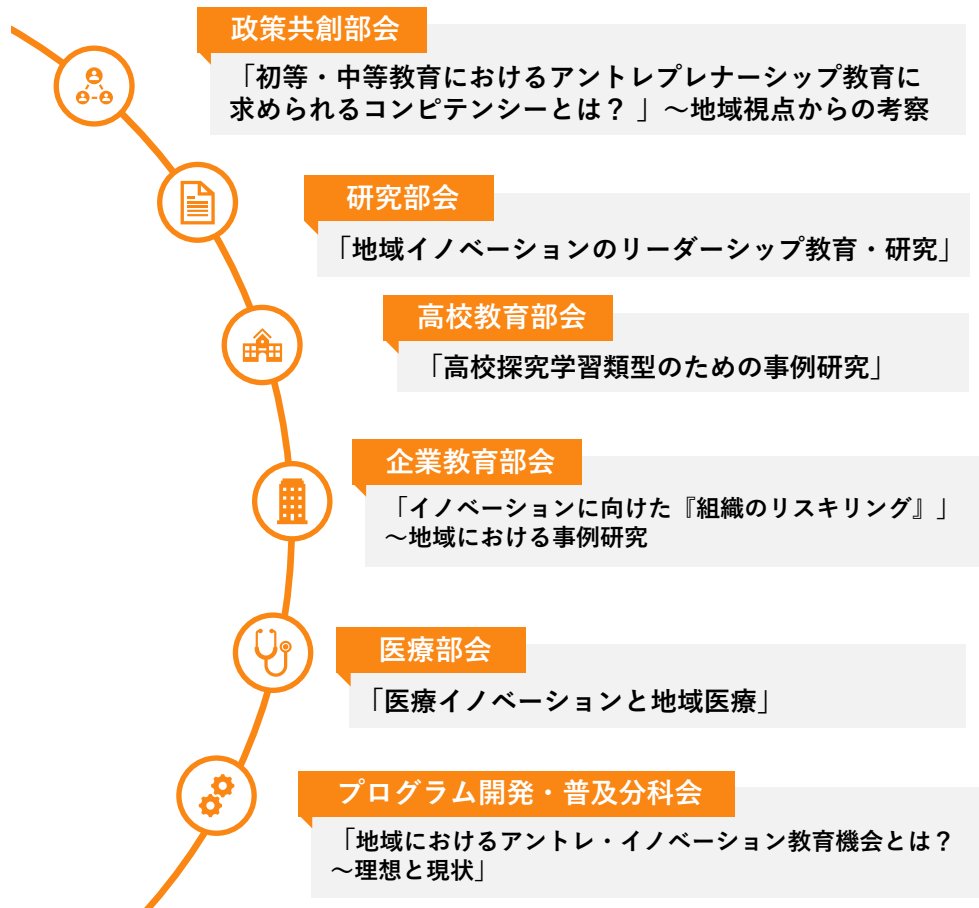 政策共創部会
「初等・中等教育におけるアントレプレナーシップ教育に
求められるコンピテンシーとは？ 」～地域視点からの考察
研究部会
「地域イノベーションのリーダーシップ教育・研究」
高校教育部会
「高校探究学習類型のための事例研究」
企業教育部会
「イノベーションに向けた『組織のリスキリング』」
～地域における事例研究
医療部会
「医療イノベーションと地域医療」
プログラム開発・普及分科会
「地域におけるアントレ・イノベーション教育機会とは？
～理想と現状」